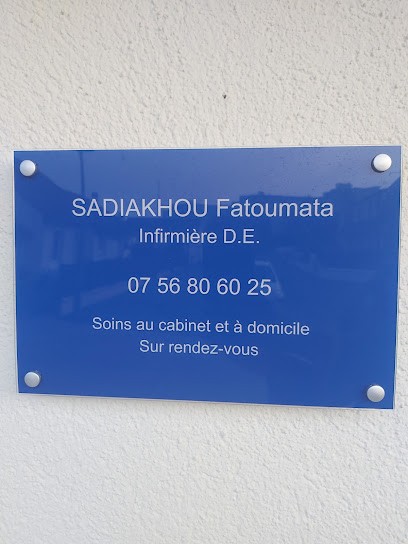 SADIAKHOU Fatoumata
Infirmière D.E.
07 56 80 60 25
Soins au cabinet et à domicile
Sur rendez-vous